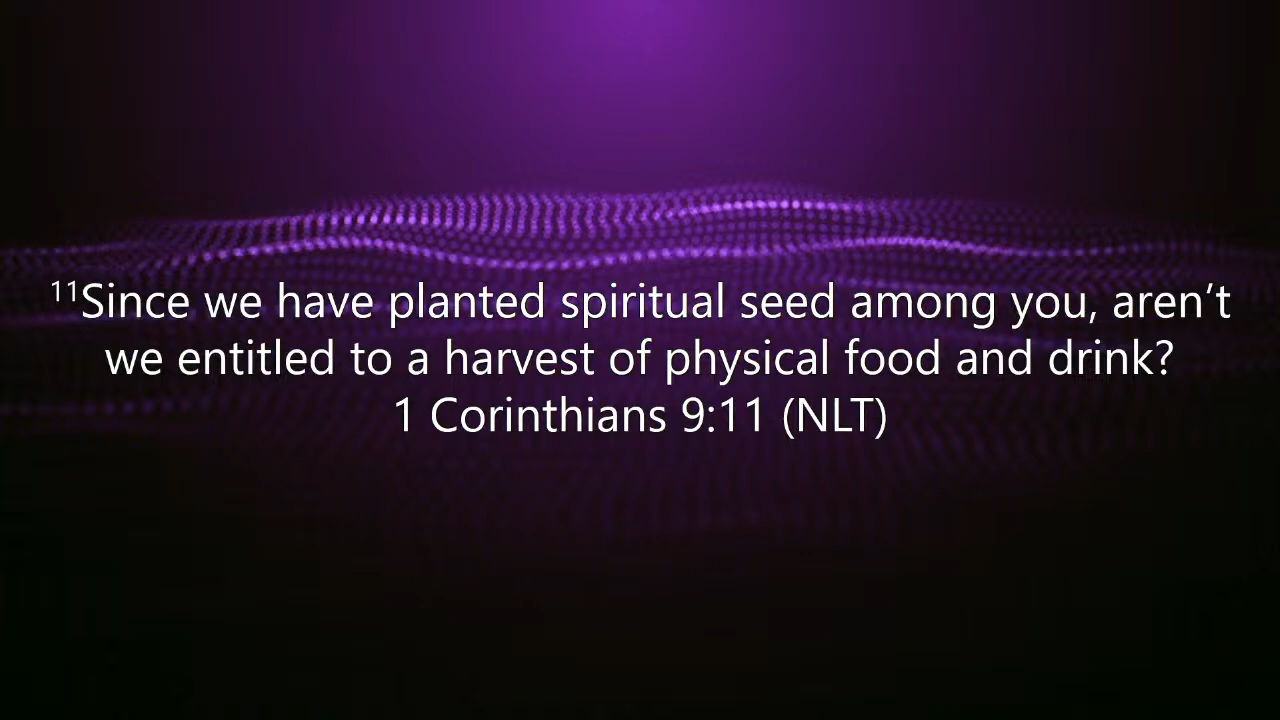 ¹¹Since we have planted spiritual seed among you, aren’t
we entitled to a harvest of physical food and drink?
1 Corinthians 9:11 (NLT)